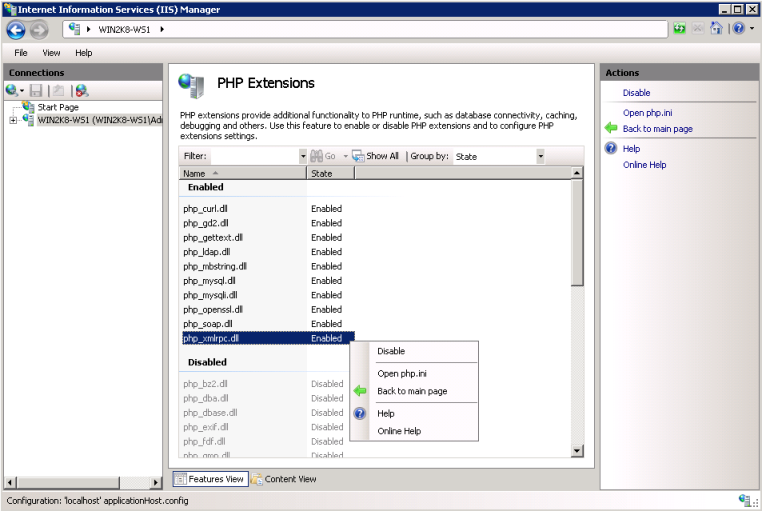 Internet Information Services (IIS) Manager
WIN2K8-WS1
File View Help
Connections
Start Page
WIN2K8-WS1 (WIN2K8-WS1\Ad
PHP Extensions
PHP extensions provide additional functionality to PHP runtime, such as database connectivity, caching,
debugging and others. Use this feature to enable or disable PHP extensions and to configure PHP
extensions settings.
Filter: Go Show All Group by: State
Name State
Enabled
php_curl.dll Enabled
php_gd2.dll Enabled
php_gettext.dll Enabled
php_ldap.dll Enabled
php_mbstring.dll Enabled
php_mysql.dll Enabled
php_mysqli.dll Enabled
php_openssl.dll Enabled
php_soap.dll Enabled
php_xmlrpc.dll Enabled
Disabled
php_bz2.dll Disabled
php_dba.dll Disabled
php_dbase.dll Disabled
php_exif.dll Disabled
php_fdf.dll Disabled
php_gmp.dll Disabled
Disable
Open php.ini
Back to main page
Help
Online Help
Features View Content View
Actions
Disable
Open php.ini
Back to main page
Help
Online Help
Configuration: 'localhost' applicationHost.config